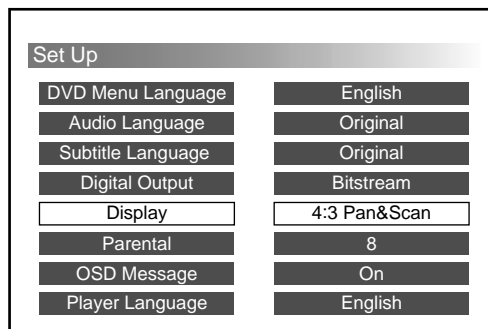 Set Up
DVD Menu Language English
Audio Language Original
Subtitle Language Original
Digital Output Bitstream
Display 4:3 Pan&Scan
Parental 8
OSD Message On
Player Language English